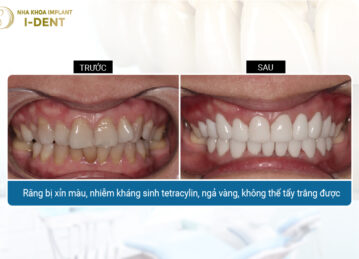 NHA KHOA IMPLANT
I-DENT
TRƯỚC
SAU
Răng bị xỉn màu, nhiễm kháng sinh tetracylin, ngả vàng, không thể tẩy trắng được